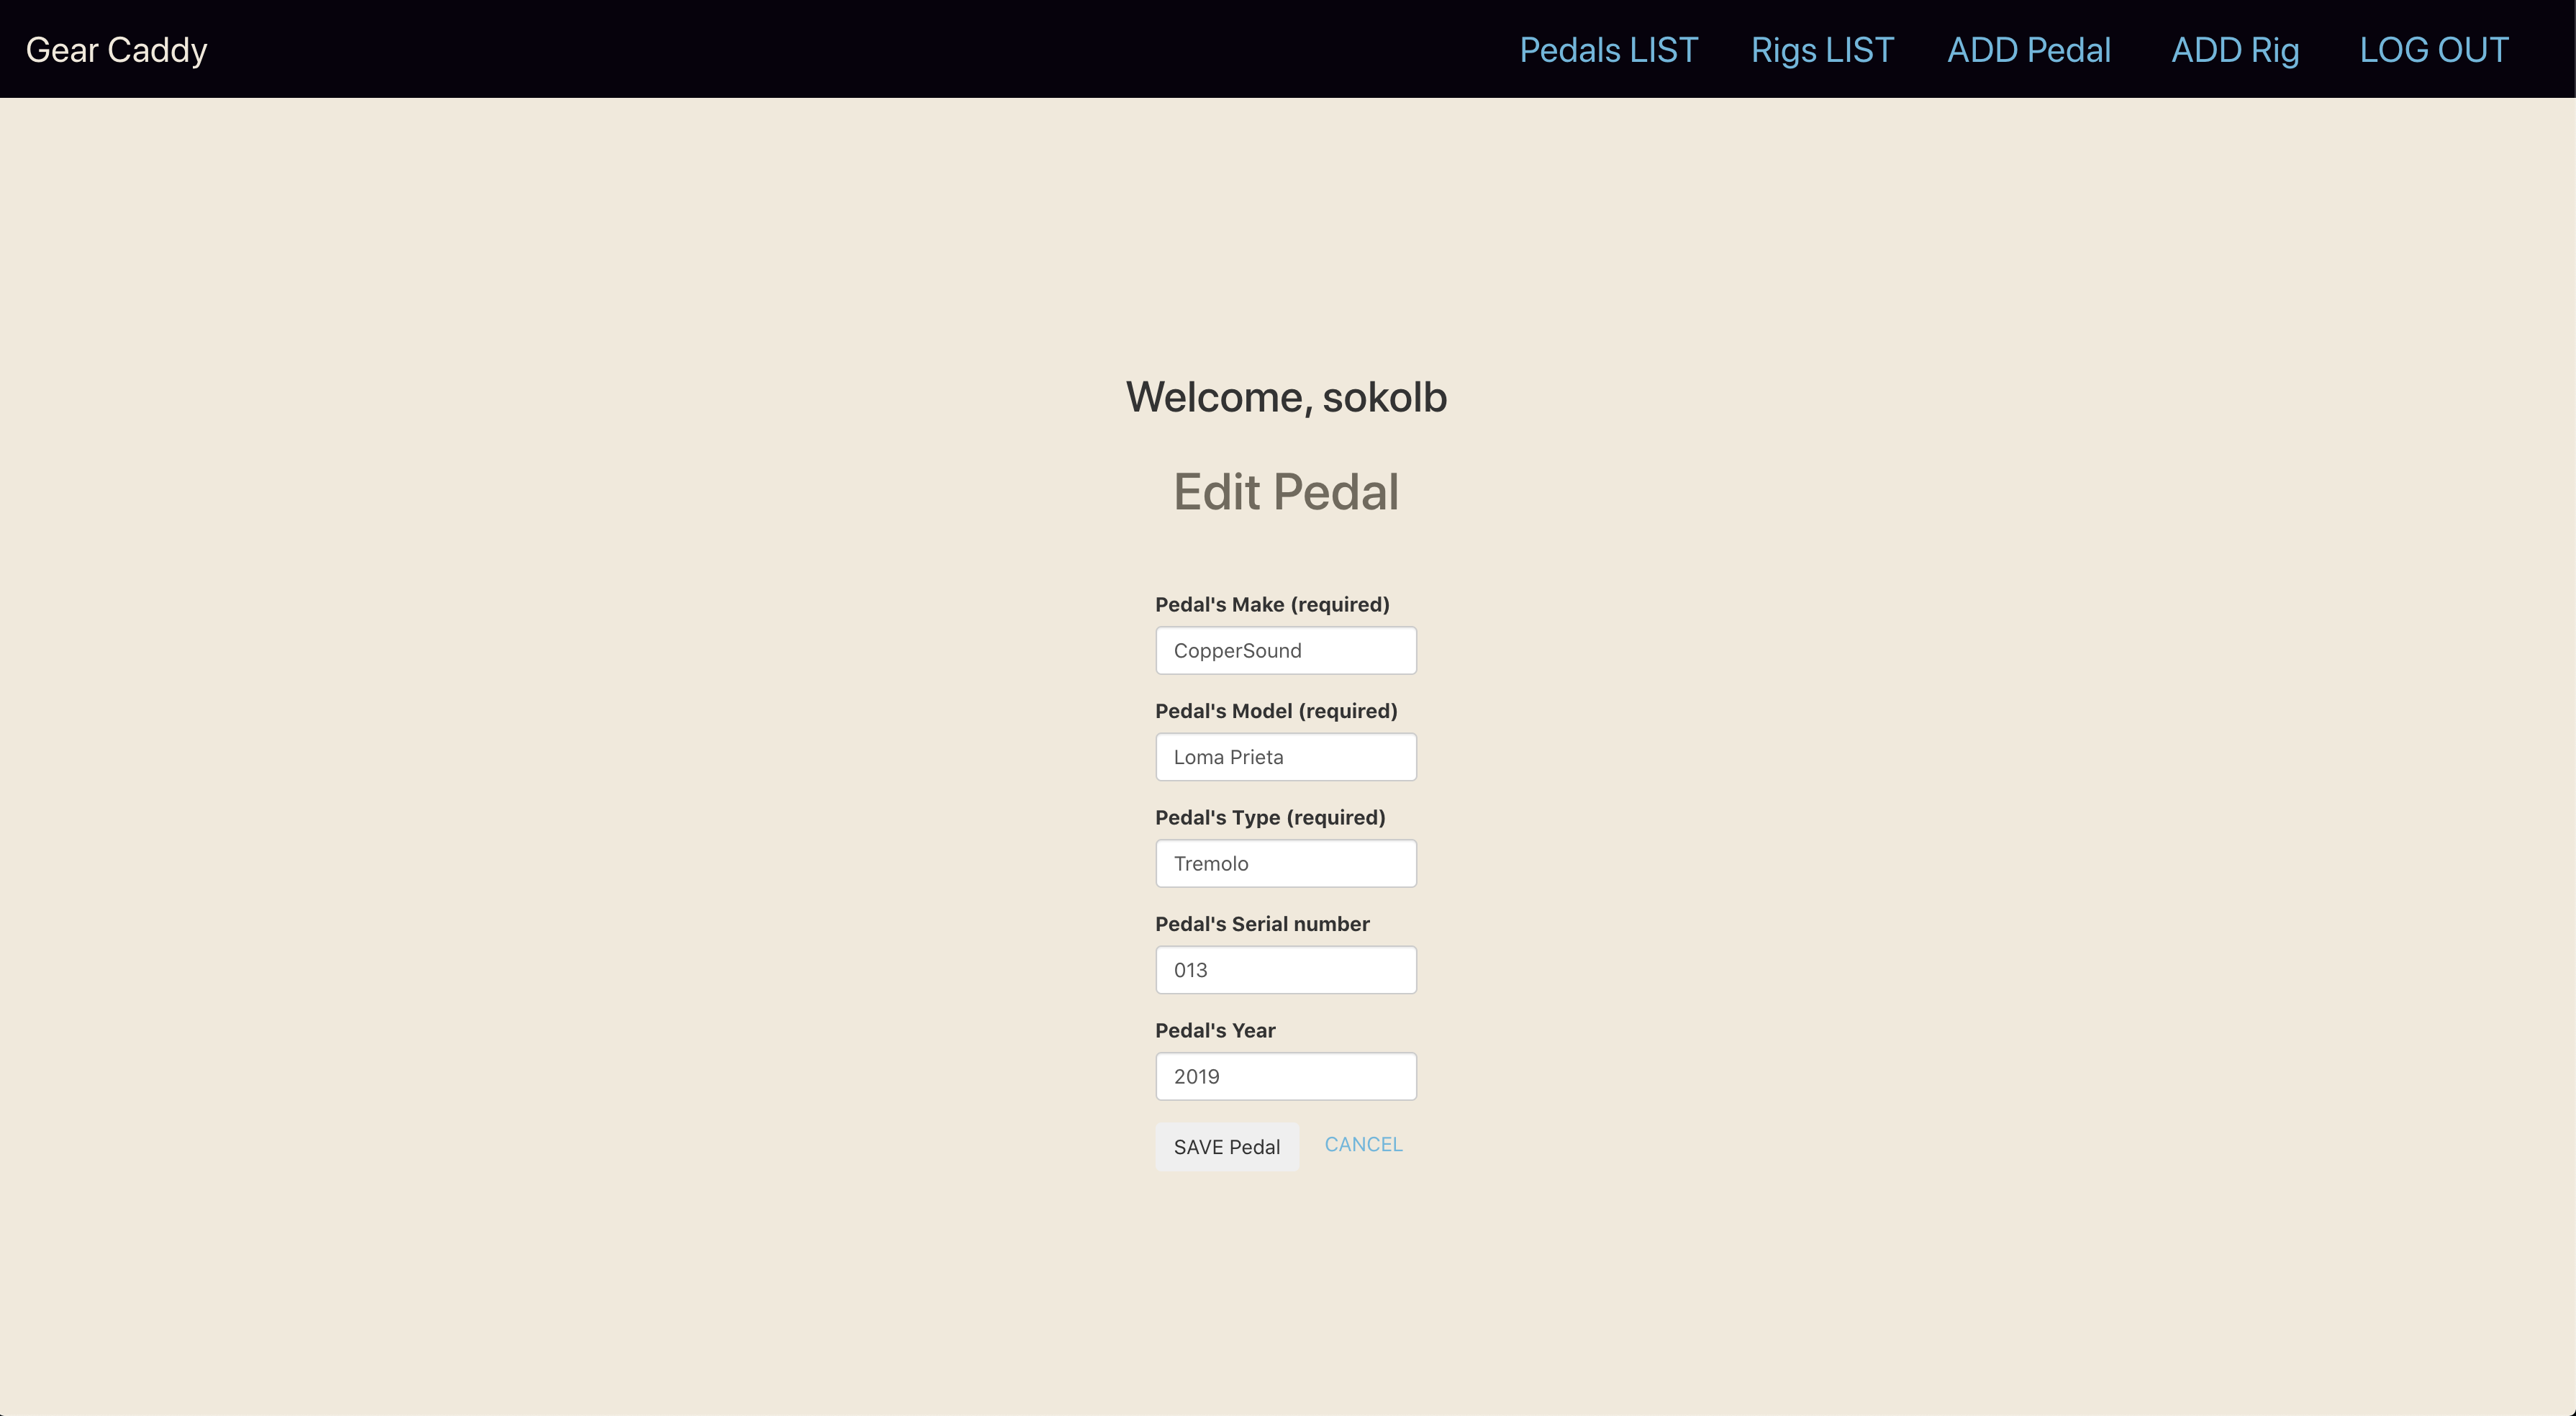 Gear Caddy Pedals LIST Rigs LIST ADD Pedal ADD Rig LOG OUT
Welcome, sokolb
Edit Pedal
Pedal's Make (required)
CopperSound
Pedal's Model (required)
Loma Prieta
Pedal's Type (required)
Tremolo
Pedal's Serial number
013
Pedal's Year
2019
SAVE Pedal CANCEL